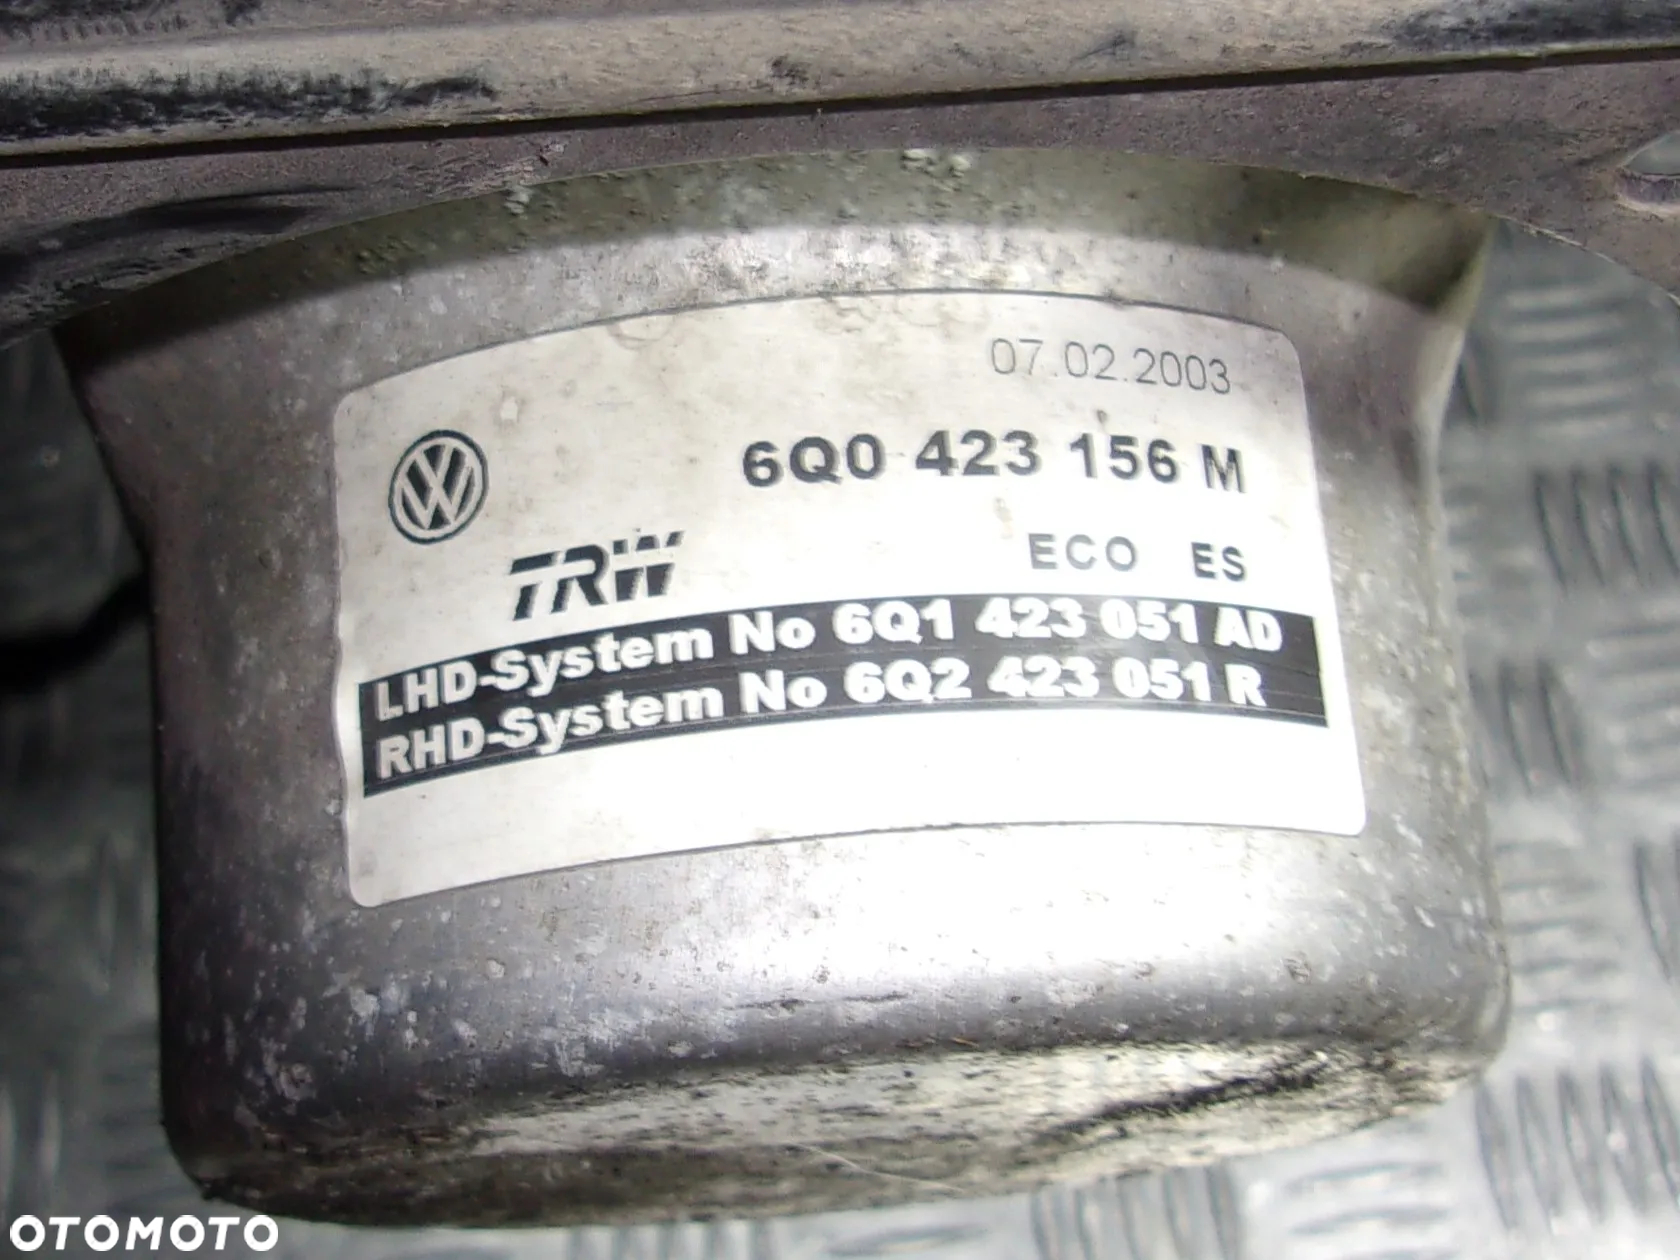 07.02.2003
6Q0 423 156 M
TRW
ECO ES
LHD-System No 6Q1 423 051 AD
RHD-System No 6Q2 423 051 R
OTOMOTO